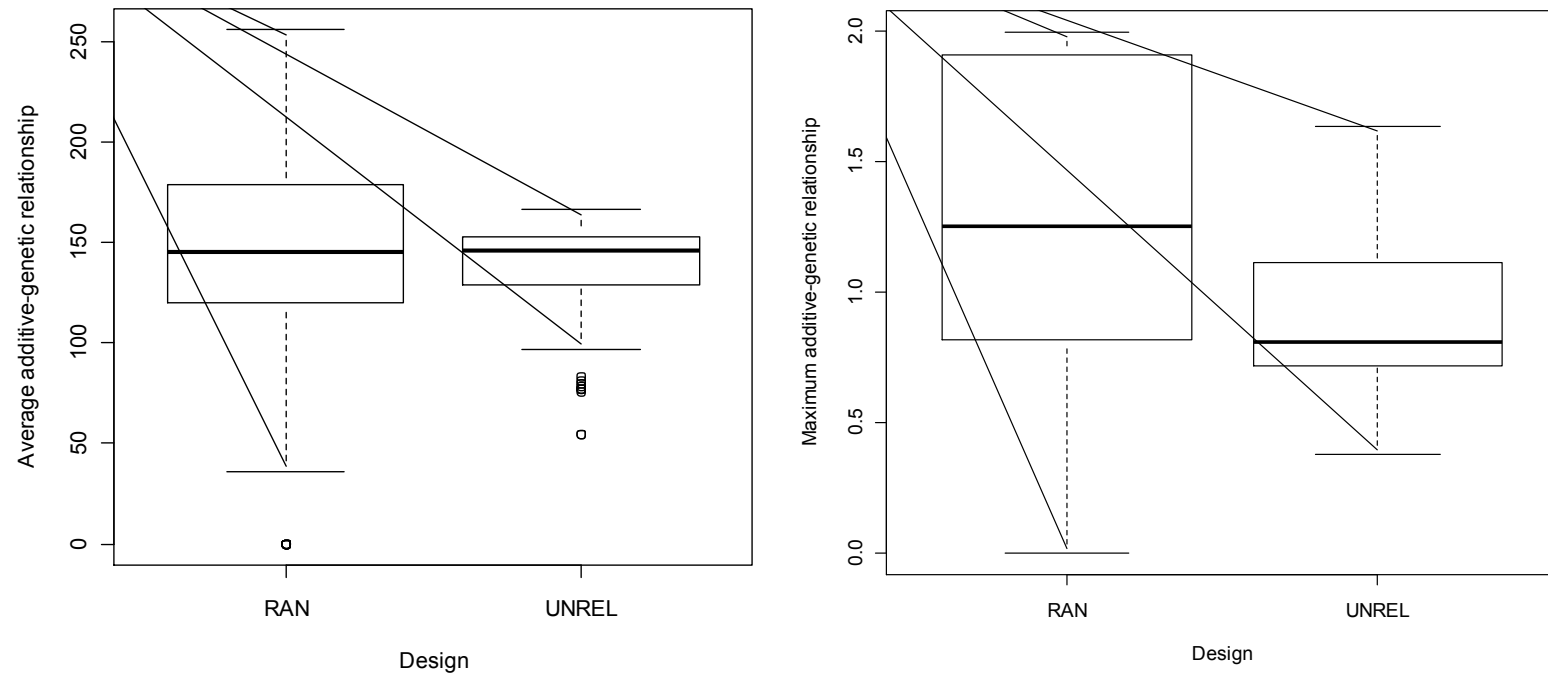 Average additive-genetic relationship
250
200
150
100
50
0
RAN UNREL
Design
Maximum additive-genetic relationship
2.0
1.5
1.0
0.5
0.0
RAN UNREL
Design